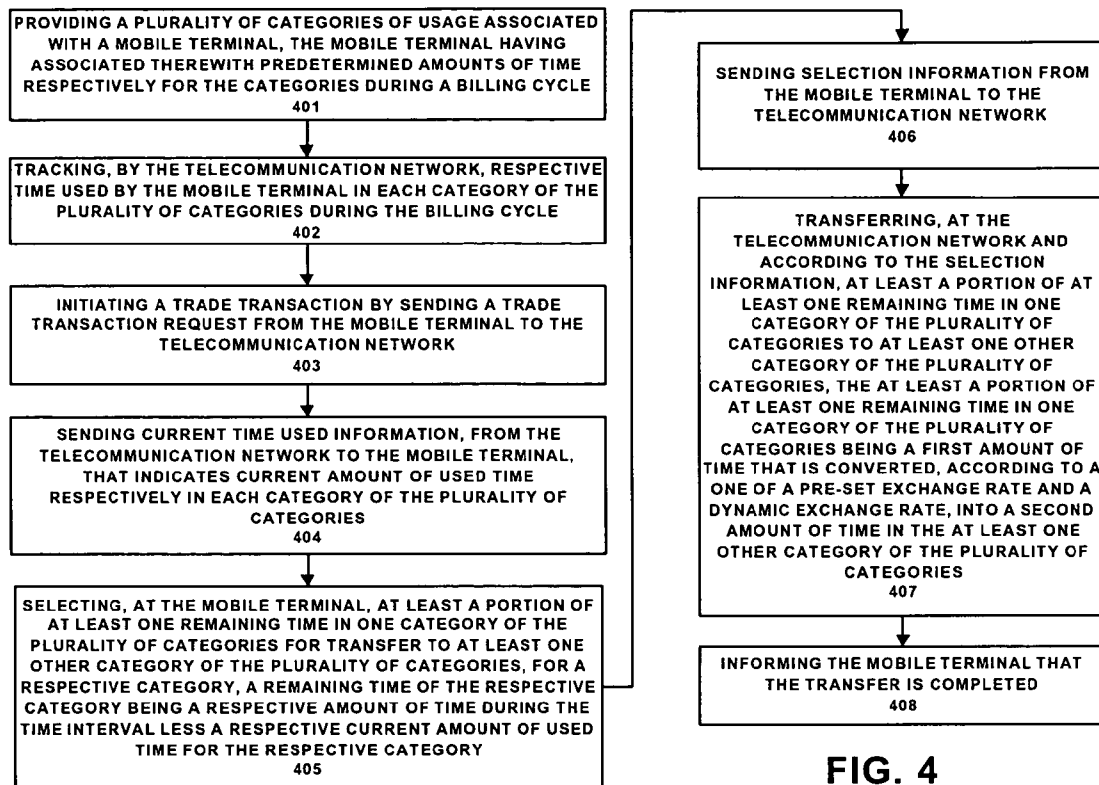 PROVIDING A PLURALITY OF CATEGORIES OF USAGE ASSOCIATED
WITH A MOBILE TERMINAL, THE MOBILE TERMINAL HAVING
ASSOCIATED THEREWITH PREDETERMINED AMOUNTS OF TIME
RESPECTIVELY FOR THE CATEGORIES DURING A BILLING CYCLE
401
TRACKING, BY THE TELECOMMUNICATION NETWORK, RESPECTIVE
TIME USED BY THE MOBILE TERMINAL IN EACH CATEGORY OF THE
PLURALITY OF CATEGORIES DURING THE BILLING CYCLE
402
INITIATING A TRADE TRANSACTION BY SENDING A TRADE
TRANSACTION REQUEST FROM THE MOBILE TERMINAL TO THE
TELECOMMUNICATION NETWORK
403
SENDING CURRENT TIME USED INFORMATION, FROM THE
TELECOMMUNICATION NETWORK TO THE MOBILE TERMINAL,
THAT INDICATES CURRENT AMOUNT OF USED TIME
RESPECTIVELY IN EACH CATEGORY OF THE PLURALITY OF
CATEGORIES
404
SELECTING, AT THE MOBILE TERMINAL, AT LEAST A PORTION OF
AT LEAST ONE REMAINING TIME IN ONE CATEGORY OF THE
PLURALITY OF CATEGORIES FOR TRANSFER TO AT LEAST ONE
OTHER CATEGORY OF THE PLURALITY OF CATEGORIES, FOR A
RESPECTIVE CATEGORY, A REMAINING TIME OF THE RESPECTIVE
CATEGORY BEING A RESPECTIVE AMOUNT OF TIME DURING THE
TIME INTERVAL LESS A RESPECTIVE CURRENT AMOUNT OF USED
TIME FOR THE RESPECTIVE CATEGORY
405
SENDING SELECTION INFORMATION FROM
THE MOBILE TERMINAL TO THE
TELECOMMUNICATION NETWORK
406
TRANSFERRING, AT THE
TELECOMMUNICATION NETWORK AND
ACCORDING TO THE SELECTION
INFORMATION, AT LEAST A PORTION OF AT
LEAST ONE REMAINING TIME IN ONE
CATEGORY OF THE PLURALITY OF
CATEGORIES TO AT LEAST ONE OTHER
CATEGORY OF THE PLURALITY OF
CATEGORIES, THE AT LEAST A PORTION OF
AT LEAST ONE REMAINING TIME IN ONE
CATEGORY OF THE PLURALITY OF
CATEGORIES BEING A FIRST AMOUNT OF
TIME THAT IS CONVERTED, ACCORDING TO A
ONE OF A PRE-SET EXCHANGE RATE AND A
DYNAMIC EXCHANGE RATE, INTO A SECOND
AMOUNT OF TIME IN THE AT LEAST ONE
OTHER CATEGORY OF THE PLURALITY OF
CATEGORIES
407
INFORMING THE MOBILE TERMINAL THAT
THE TRANSFER IS COMPLETED
408
FIG. 4